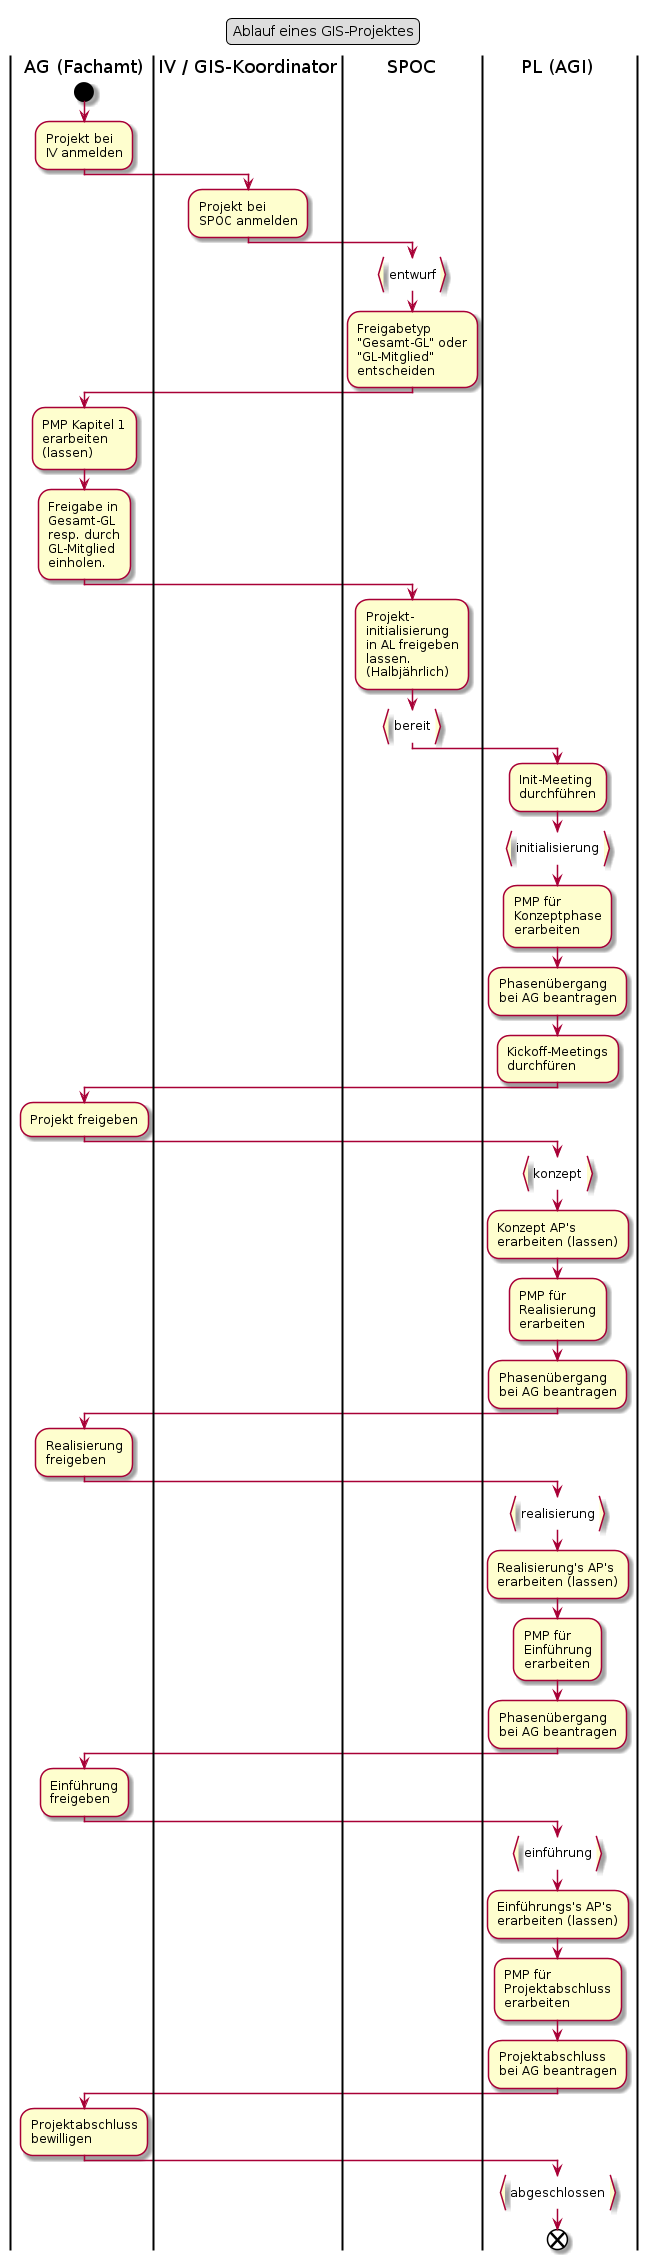 Ablauf eines GIS-Projektes
AG (Fachamt)
IV / GIS-Koordinator
SPOC
PL (AGI)
Projekt bei
IV anmelden
Projekt bei
SPOC anmelden
entwurf
Freigabetyp
"Gesamt-GL" oder
"GL-Mitglied"
entscheiden
PMP Kapitel 1
erarbeiten
(lassen)
Freigabe in
Gesamt-GL
resp. durch
GL-Mitglied
einholen.
Projekt-
initialisierung
in AL freigeben
lassen.
(Halbjährlich)
bereit
Init-Meeting
durchführen
initialisierung
PMP für
Konzeptphase
erarbeiten
Phasenübergang
bei AG beantragen
Kickoff-Meetings
durchfüren
Projekt freigeben
konzept
Konzept AP's
erarbeiten (lassen)
PMP für
Realisierung
erarbeiten
Phasenübergang
bei AG beantragen
Realisierung
freigeben
realisierung
Realisierung's AP's
erarbeiten (lassen)
PMP für
Einführung
erarbeiten
Phasenübergang
bei AG beantragen
Einführung
freigeben
einführung
Einführungs's AP's
erarbeiten (lassen)
PMP für
Projektabschluss
erarbeiten
Projektabschluss
bei AG beantragen
Projektabschluss
bewilligen
abgeschlossen